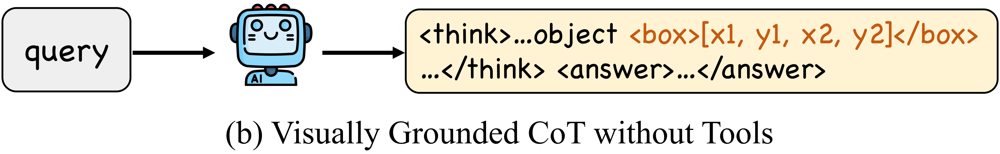 query
AI
<think>...object <box>[x1, y1, x2, y2]</box>
...</think> <answer>...</answer>
(b) Visually Grounded CoT without Tools